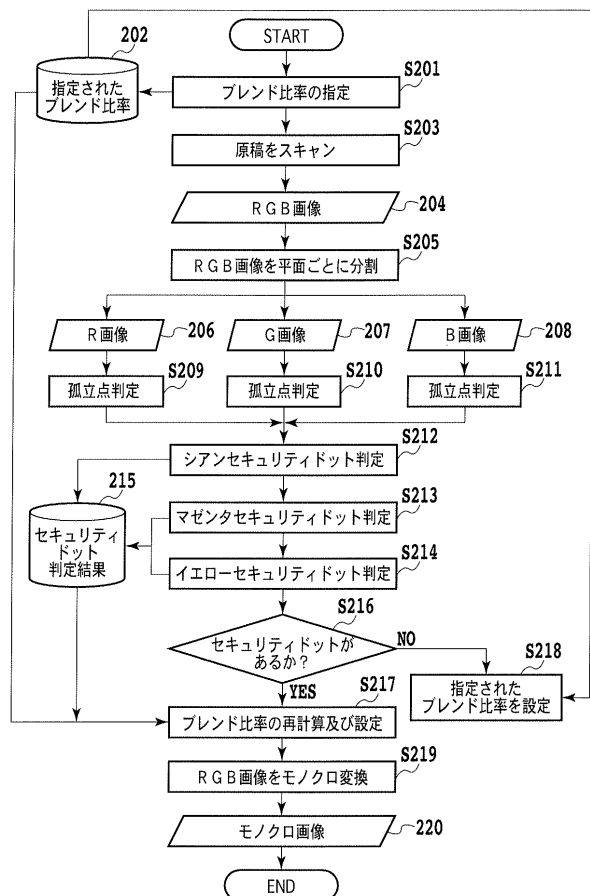 START
202
指定された
ブレンド比率
S201
ブレンド比率の指定
S203
原稿をスキャン
RGB画像
204
S205
RGB画像を平面ごとに分割
R画像
206
G画像
207
B画像
208
S209
孤立点判定
S210
孤立点判定
S211
孤立点判定
S212
シアンセキュリティドット判定
215
セキュリティ
ドット
判定結果
S213
マゼンタセキュリティドット判定
S214
イエローセキュリティドット判定
S216
セキュリティドットが
あるか？
NO
YES
S218
指定された
ブレンド比率を設定
S217
ブレンド比率の再計算及び設定
S219
RGB画像をモノクロ変換
モノクロ画像
220
END